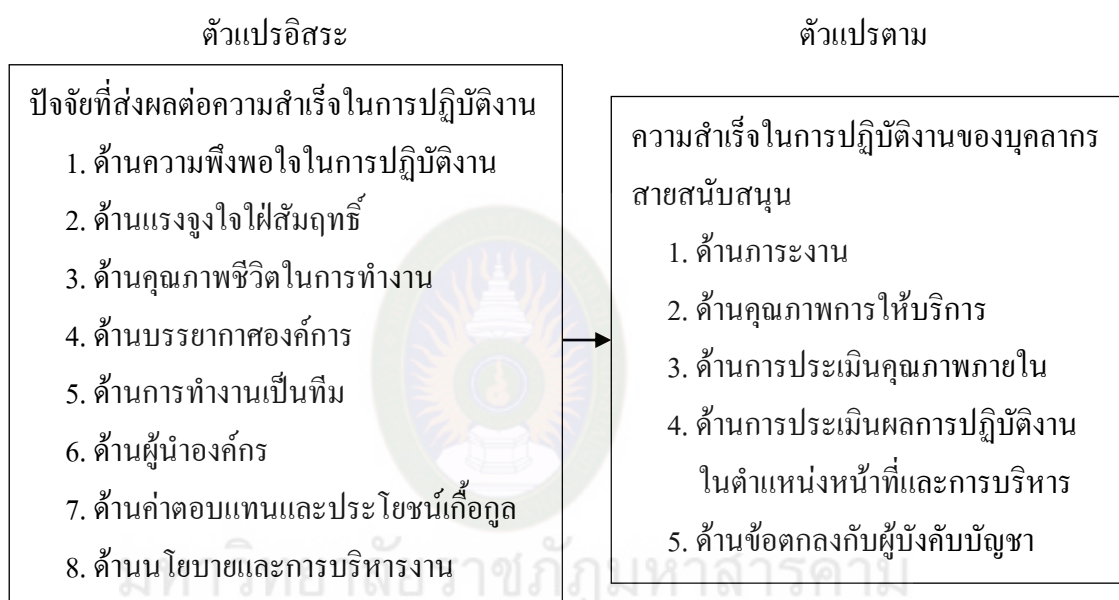 ตัวแปรอิสระ
ปัจจัยที่ส่งผลต่อความสำเร็จในการปฏิบัติงาน
1. ด้านความพึงพอใจในการปฏิบัติงาน
2. ด้านแรงจูงใจใฝ่สัมฤทธิ์
3. ด้านคุณภาพชีวิตในการทำงาน
4. ด้านบรรยากาศองค์การ
5. ด้านการทำงานเป็นทีม
6. ด้านผู้นำองค์กร
7. ด้านค่าตอบแทนและประโยชน์เกื้อกูล
8. ด้านนโยบายและการบริหารงาน
ตัวแปรตาม
ความสำเร็จในการปฏิบัติงานของบุคลากร
สายสนับสนุน
1. ด้านภาระงาน
2. ด้านคุณภาพการให้บริการ
3. ด้านการประเมินคุณภาพภายใน
4. ด้านการประเมินผลการปฏิบัติงาน
ในตำแหน่งหน้าที่และการบริหาร
5. ด้านข้อตกลงกับผู้บังคับบัญชา
มหาวิทยาลัยราชภัฏมหาสารคาม